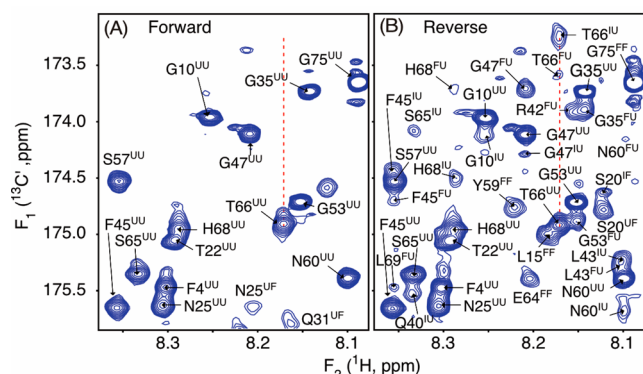 (A) Forward
(B) Reverse
173.5
174.0
174.5
175.0
175.5
F₁ (¹³C′, ppm)
G75ᵁᵁ
G10ᵁᵁ
G35ᵁᵁ
G47ᵁᵁ
S57ᵁᵁ
T66ᵁᵁ
G53ᵁᵁ
F45ᵁᵁ
H68ᵁᵁ
S65ᵁᵁ
T22ᵁᵁ
N60ᵁᵁ
F4ᵁᵁ
N25ᵁᵁ
N25ᵁF
Q31ᵁF
T66ᴵᵁ
T66Fᵁ
G75FF
H68Fᵁ
G47Fᵁ
G35ᵁᵁ
F45ᴵᵁ
S65ᴵᵁ
G10ᵁᵁ
R42Fᵁ
G35Fᵁ
S57ᵁᵁ
G47ᵁᵁ
N60Fᵁ
G10ᴵᵁ
G47ᴵᵁ
H68ᴵᵁ
G53ᵁᵁ
F45Fᵁ
Y59FF
T66ᵁᵁ
S20ᴵF
F45ᵁᵁ
H68ᵁᵁ
S20ᵁF
S65ᵁᵁ
T22ᵁᵁ
G53Fᵁ
L69Fᵁ
L15FF
L43ᴵᵁ
L43Fᵁ
F4ᵁᵁ
E64FF
N60ᵁᵁ
N25ᵁᵁ
Q40ᴵᵁ
N60ᴵᵁ
8.3 8.2 8.1 8.3 8.2 8.1
F₂ (¹H, ppm)